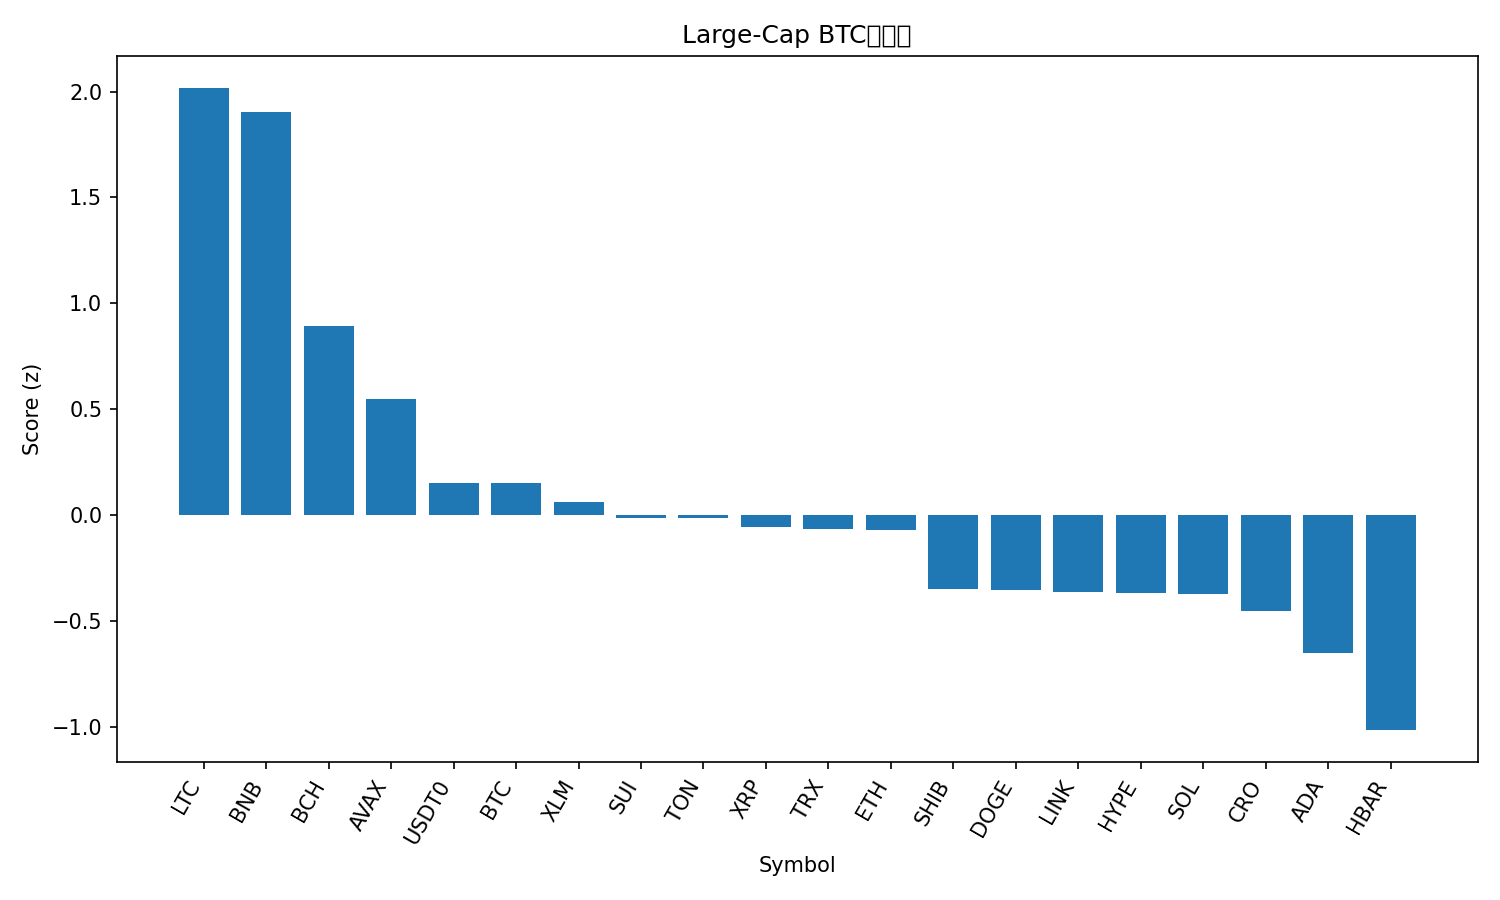 Large-Cap BTC
2.0
1.5
1.0
0.5
0.0
−0.5
−1.0
Score (z)
LTC
BNB
BCH
AVAX
USDT0
BTC
XLM
SUI
TON
XRP
TRX
ETH
SHIB
DOGE
LINK
HYPE
SOL
CRO
ADA
HBAR
Symbol